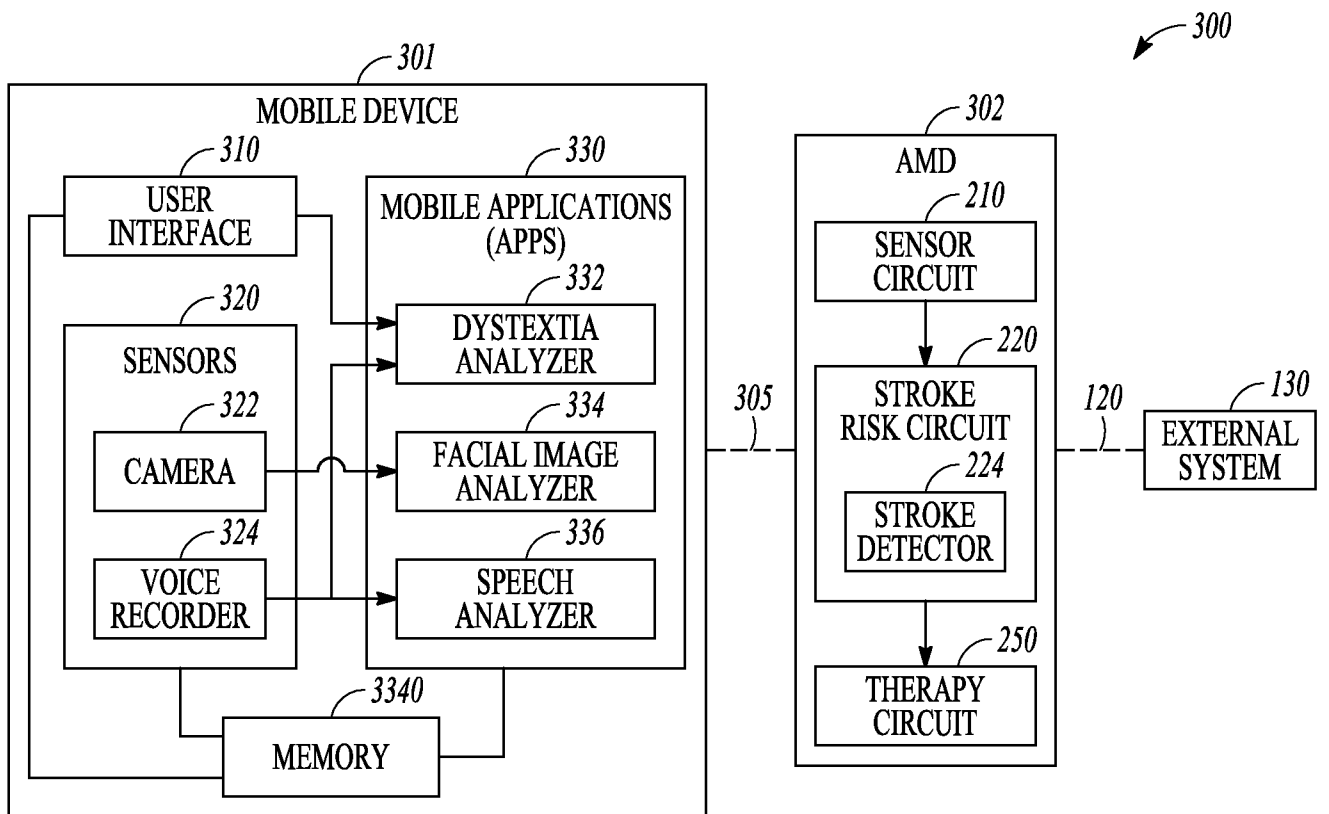 300
301
MOBILE DEVICE
310
USER
INTERFACE
320
SENSORS
322
CAMERA
324
VOICE
RECORDER
330
MOBILE APPLICATIONS
(APPS)
332
DYSTEXTIA
ANALYZER
334
FACIAL IMAGE
ANALYZER
336
SPEECH
ANALYZER
3340
MEMORY
305
302
AMD
210
SENSOR
CIRCUIT
220
STROKE
RISK CIRCUIT
224
STROKE
DETECTOR
250
THERAPY
CIRCUIT
120
130
EXTERNAL
SYSTEM